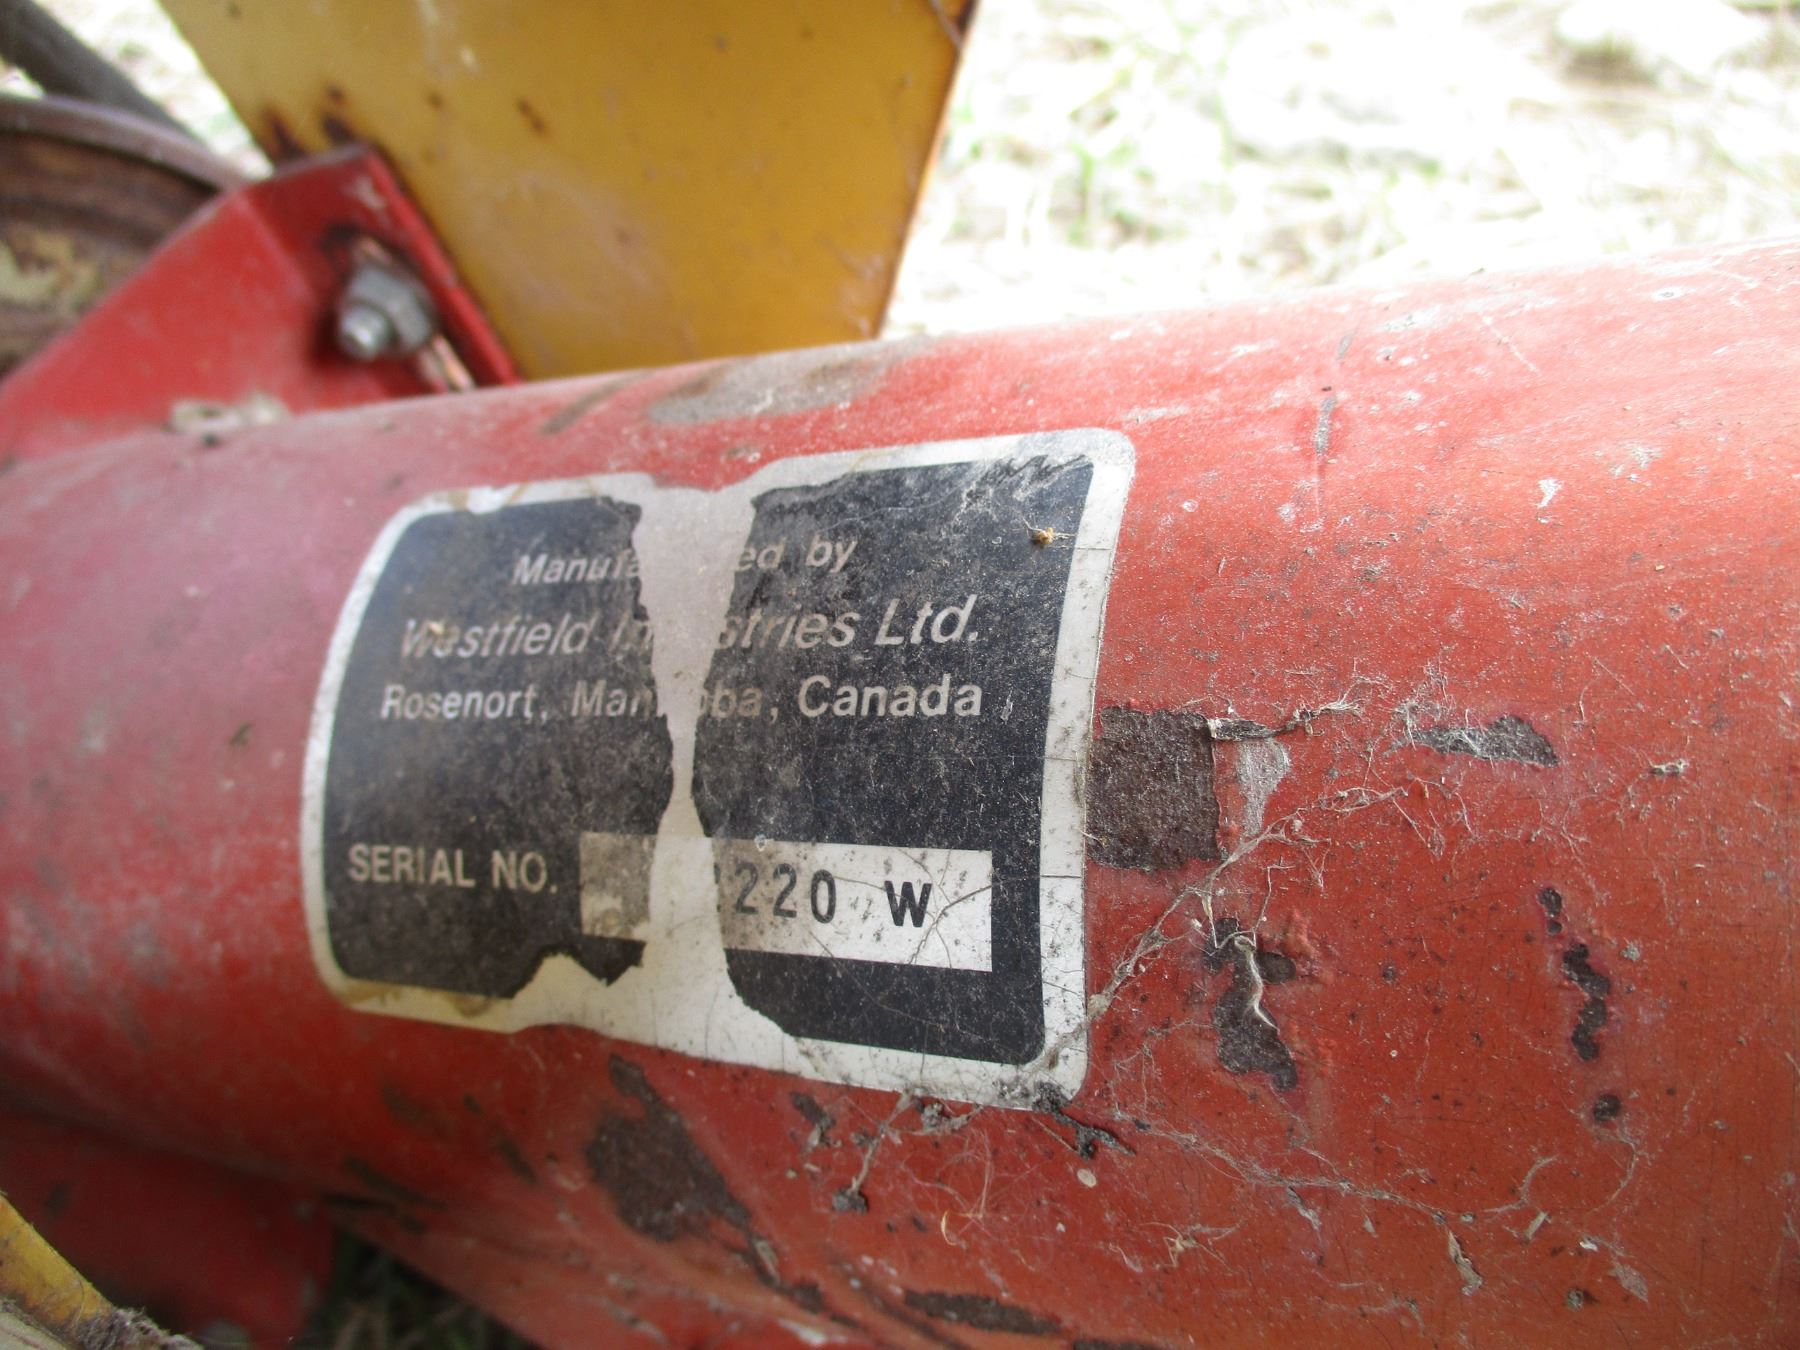 Manufa ed by
Westfield In stries Ltd.
Rosenort, Man oba, Canada
SERIAL NO. 220 W